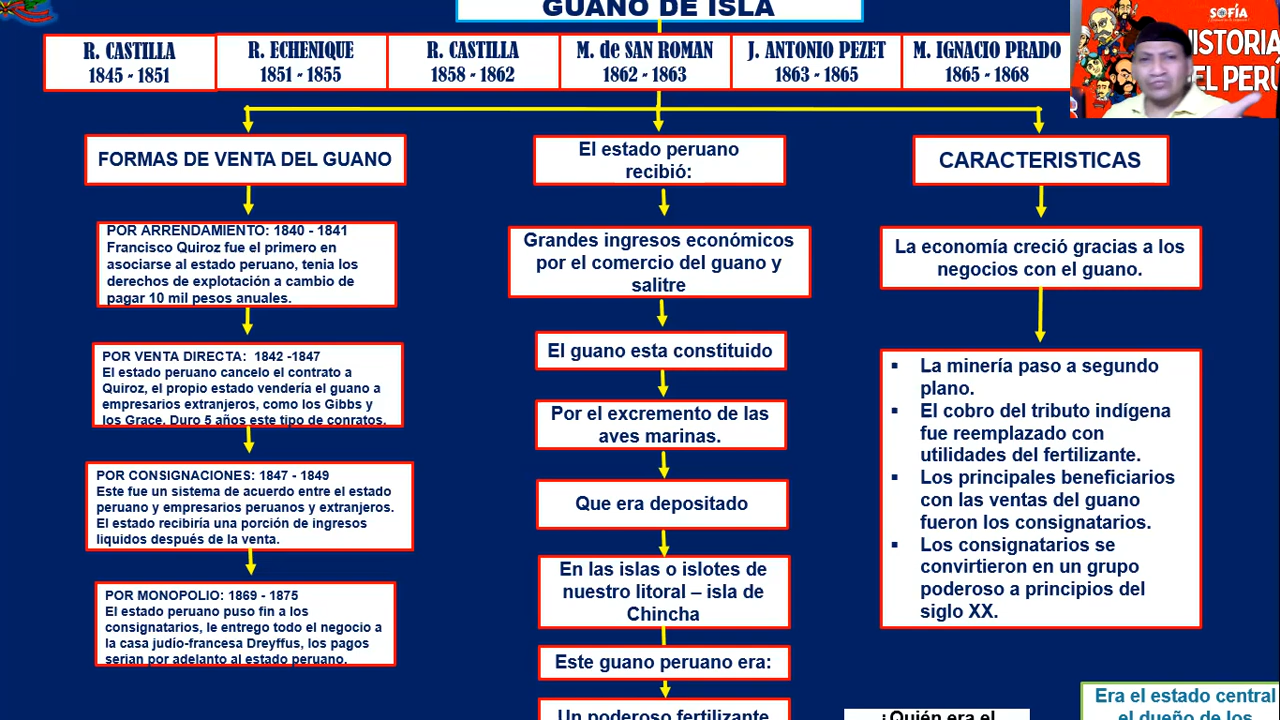 GUANO DE ISLA
R. CASTILLA
1845 - 1851
R. ECHENIQUE
1851 - 1855
R. CASTILLA
1858 - 1862
M. de SAN ROMAN
1862 - 1863
J. ANTONIO PEZET
1863 - 1865
M. IGNACIO PRADO
1865 - 1868
SOFÍA
HISTORIA
DEL PERÚ
FORMAS DE VENTA DEL GUANO
POR ARRENDAMIENTO: 1840 - 1841
Francisco Quiroz fue el primero en
asociarse al estado peruano, tenia los
derechos de explotación a cambio de
pagar 10 mil pesos anuales.
POR VENTA DIRECTA: 1842 -1847
El estado peruano cancelo el contrato a
Quiroz, el propio estado vendería el guano a
empresarios extranjeros, como los Gibbs y
los Grace. Duro 5 años este tipo de conratos.
POR CONSIGNACIONES: 1847 - 1849
Este fue un sistema de acuerdo entre el estado
peruano y empresarios peruanos y extranjeros.
El estado recibiría una porción de ingresos
liquidos después de la venta.
POR MONOPOLIO: 1869 - 1875
El estado peruano puso fin a los
consignatarios, le entrego todo el negocio a
la casa judío-francesa Dreyffus, los pagos
serian por adelanto al estado peruano.
El estado peruano
recibió:
Grandes ingresos económicos
por el comercio del guano y
salitre
El guano esta constituido
Por el excremento de las
aves marinas.
Que era depositado
En las islas o islotes de
nuestro litoral – isla de
Chincha
Este guano peruano era:
Un poderoso fertilizante
CARACTERISTICAS
La economía creció gracias a los
negocios con el guano.
▪ La minería paso a segundo
plano.
▪ El cobro del tributo indígena
fue reemplazado con
utilidades del fertilizante.
▪ Los principales beneficiarios
con las ventas del guano
fueron los consignatarios.
▪ Los consignatarios se
convirtieron en un grupo
poderoso a principios del
siglo XX.
¿Quién era el
Era el estado central
el dueño de los